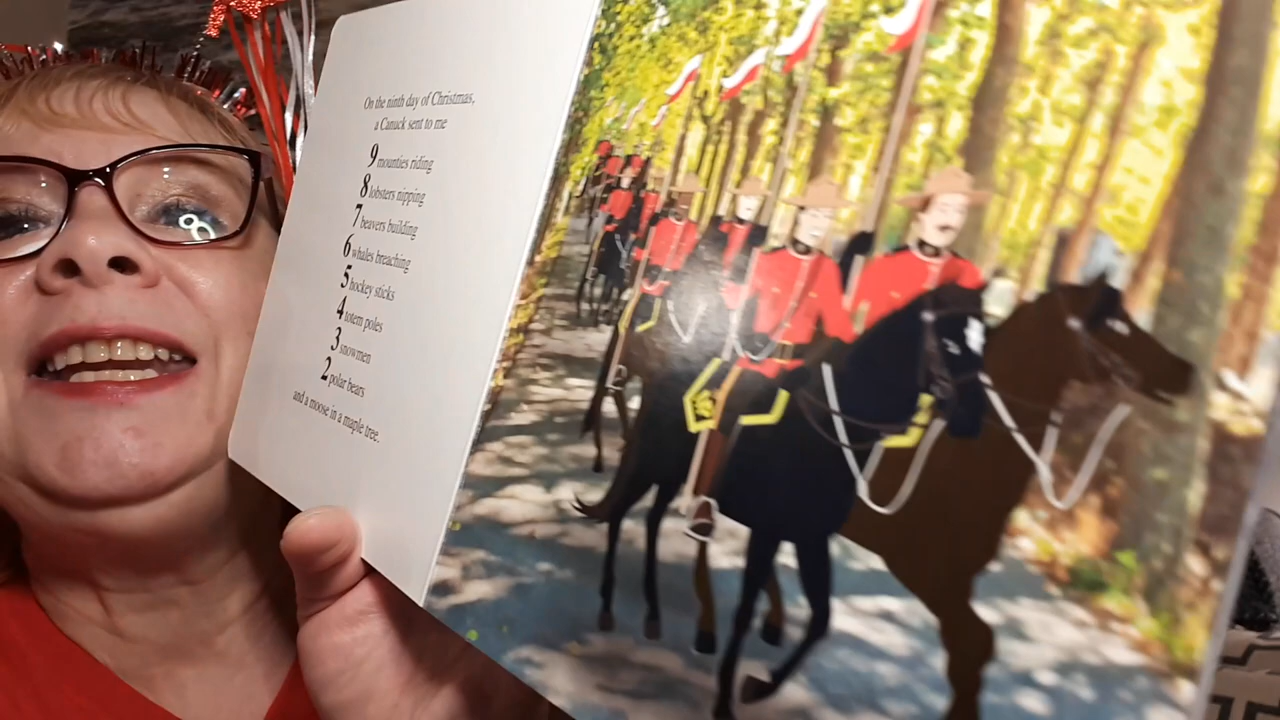 On the ninth day of Christmas,
a Canuck sent to me
9 mounties riding
8 lobsters nipping
7 beavers building
6 whales breaching
5 hockey sticks
4 totem poles
3 snowmen
2 polar bears
and a moose in a maple tree.